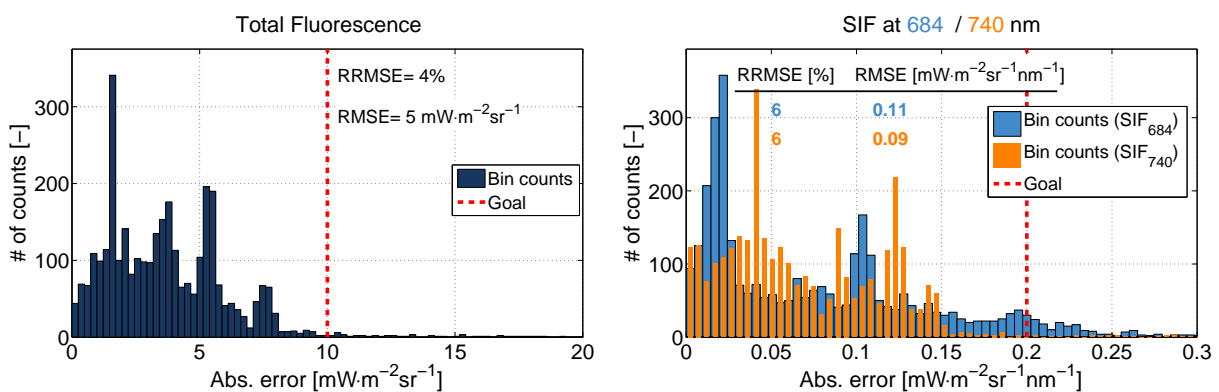 Total Fluorescence
# of counts [−]
300
200
100
0
RRMSE= 4%
RMSE= 5 mW·m⁻²sr⁻¹
Bin counts
Goal
0 5 10 15 20
Abs. error [mW·m⁻²sr⁻¹]
SIF at 684 / 740 nm
# of counts [−]
300
200
100
0
RRMSE [%] RMSE [mW·m⁻²sr⁻¹nm⁻¹]
6 0.11
6 0.09
Bin counts (SIF₆₈₄)
Bin counts (SIF₇₄₀)
Goal
0 0.05 0.1 0.15 0.2 0.25 0.3
Abs. error [mW·m⁻²sr⁻¹nm⁻¹]